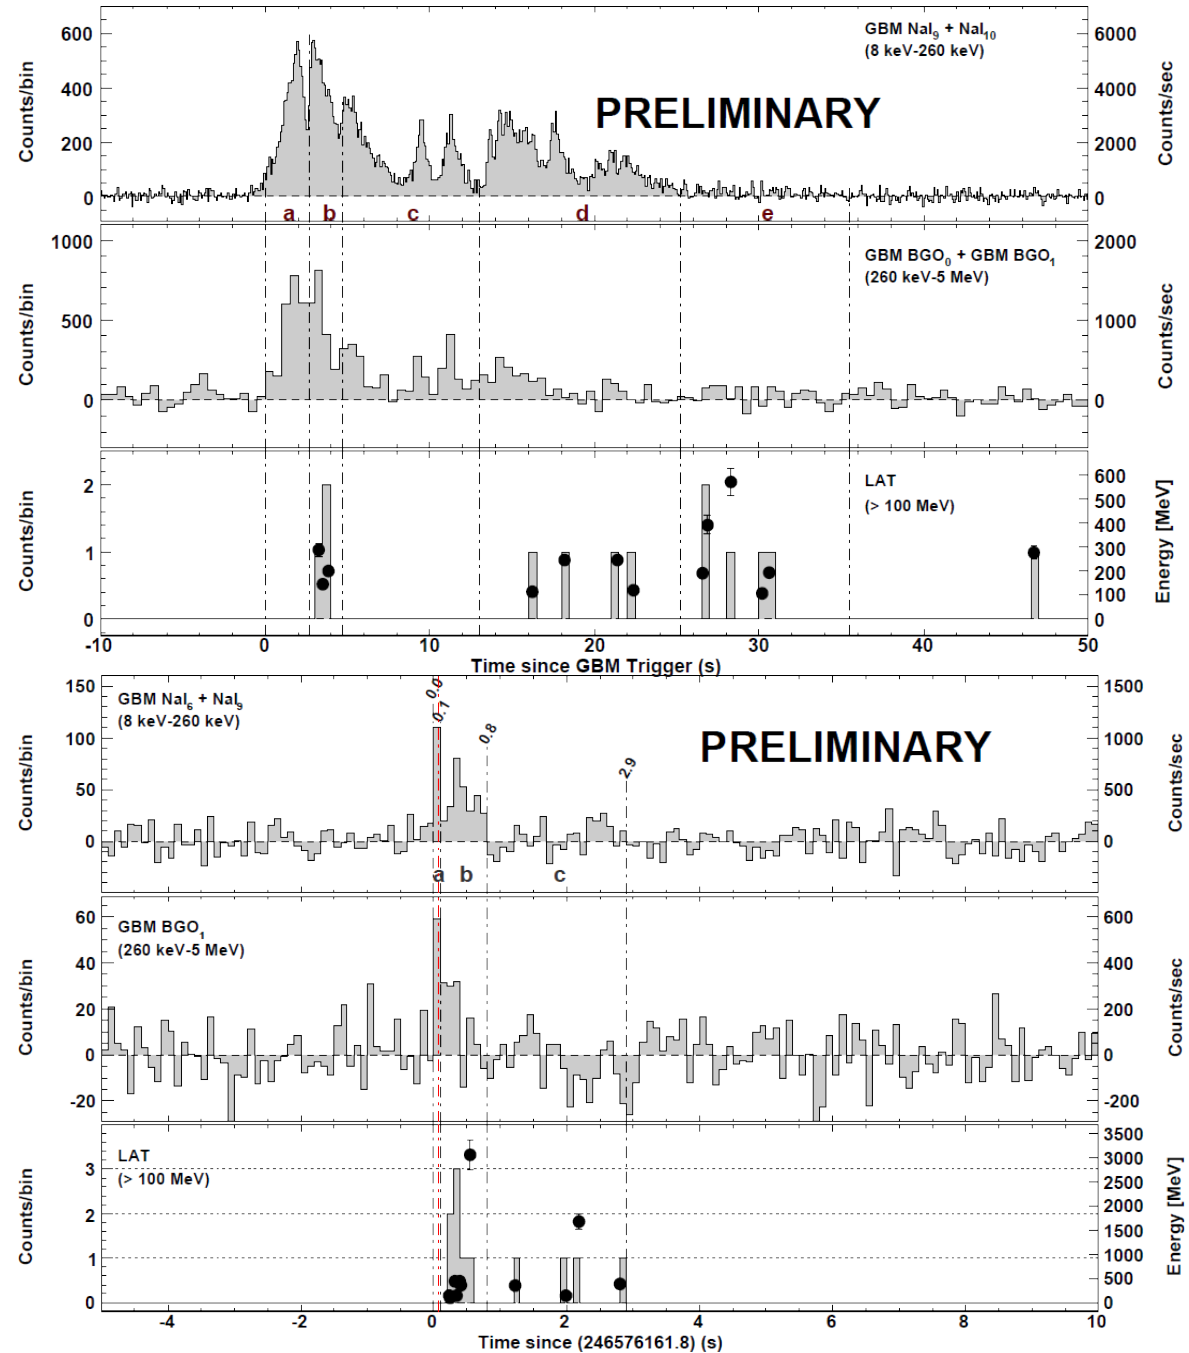 GBM NaI9 + NaI10
(8 keV-260 keV)
PRELIMINARY
Counts/bin
Counts/sec
600
400
200
0
6000
4000
2000
0
a b c d e
GBM BGO0 + GBM BGO1
(260 keV-5 MeV)
Counts/bin
Counts/sec
1000
500
0
2000
1000
0
LAT
(> 100 MeV)
Counts/bin
Energy [MeV]
2
1
0
600
500
400
300
200
100
0
-10 0 10 20 30 40 50
Time since GBM Trigger (s)
GBM NaI6 + NaI9
(8 keV-260 keV)
PRELIMINARY
0.0
0.1
0.8
2.9
Counts/bin
Counts/sec
150
100
50
0
1500
1000
500
0
a b c
GBM BGO1
(260 keV-5 MeV)
Counts/bin
Counts/sec
60
40
20
0
-20
600
400
200
0
-200
LAT
(> 100 MeV)
Counts/bin
Energy [MeV]
3
2
1
0
3500
3000
2500
2000
1500
1000
500
0
-4 -2 0 2 4 6 8 10
Time since (246576161.8) (s)